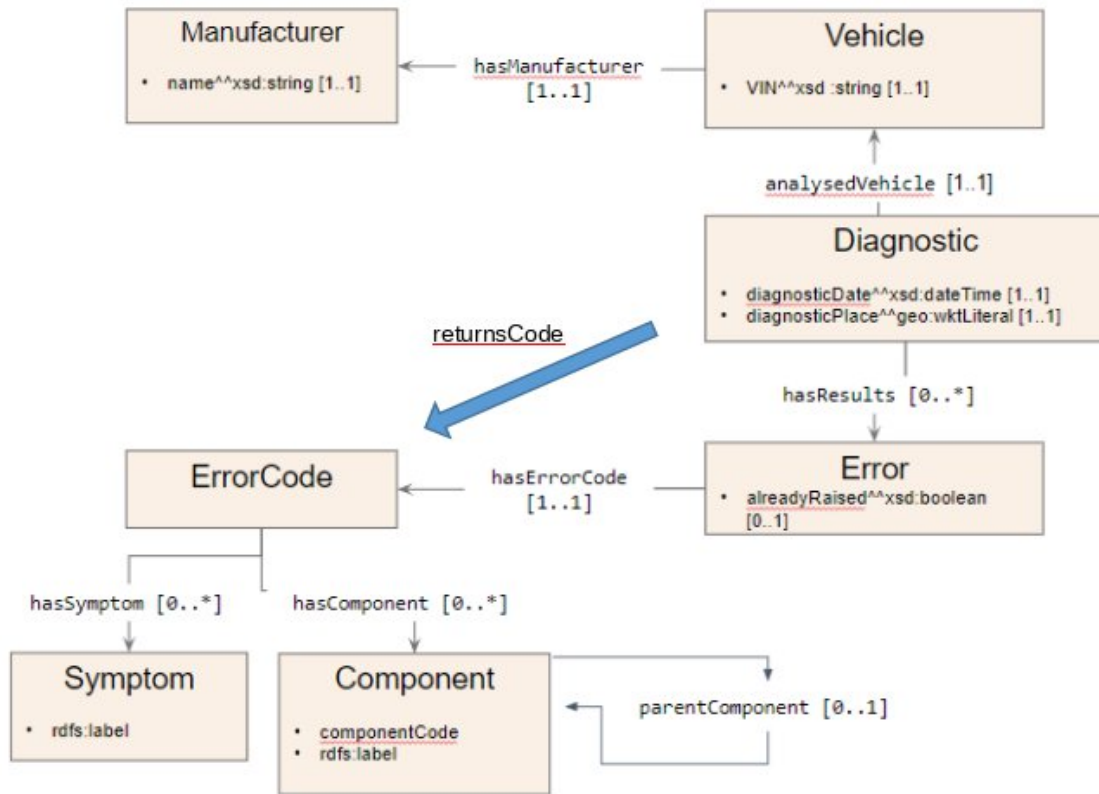 Manufacturer
• name^^xsd:string [1..1]
hasManufacturer
[1..1]
Vehicle
• VIN^^xsd :string [1..1]
analysedVehicle [1..1]
Diagnostic
• diagnosticDate^^xsd:dateTime [1..1]
• diagnosticPlace^^geo:wktLiteral [1..1]
returnsCode
hasResults [0..*]
ErrorCode
hasErrorCode
[1..1]
Error
• alreadyRaised^^xsd:boolean
[0..1]
hasSymptom [0..*]
hasComponent [0..*]
Symptom
• rdfs:label
Component
• componentCode
• rdfs:label
parentComponent [0..1]